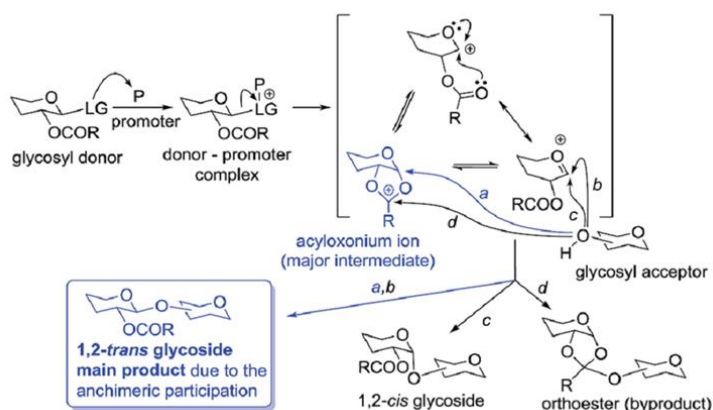 P
O
LG
OCOR
glycosyl donor
P
promoter
O
P
⊕
LG
OCOR
donor - promoter
complex
O
⊕
O
O
R
O
O
O
⊕
R
acyloxonium ion
(major intermediate)
⊕
O
RCOO
a
b
c
d
O
H
O
glycosyl acceptor
a,b
c
d
O
O
O
OCOR
1,2-trans glycoside
main product due to the
anchimeric participation
O
RCOO
O
O
1,2-cis glycoside
O
O
O
O
O
R
orthoester (byproduct)